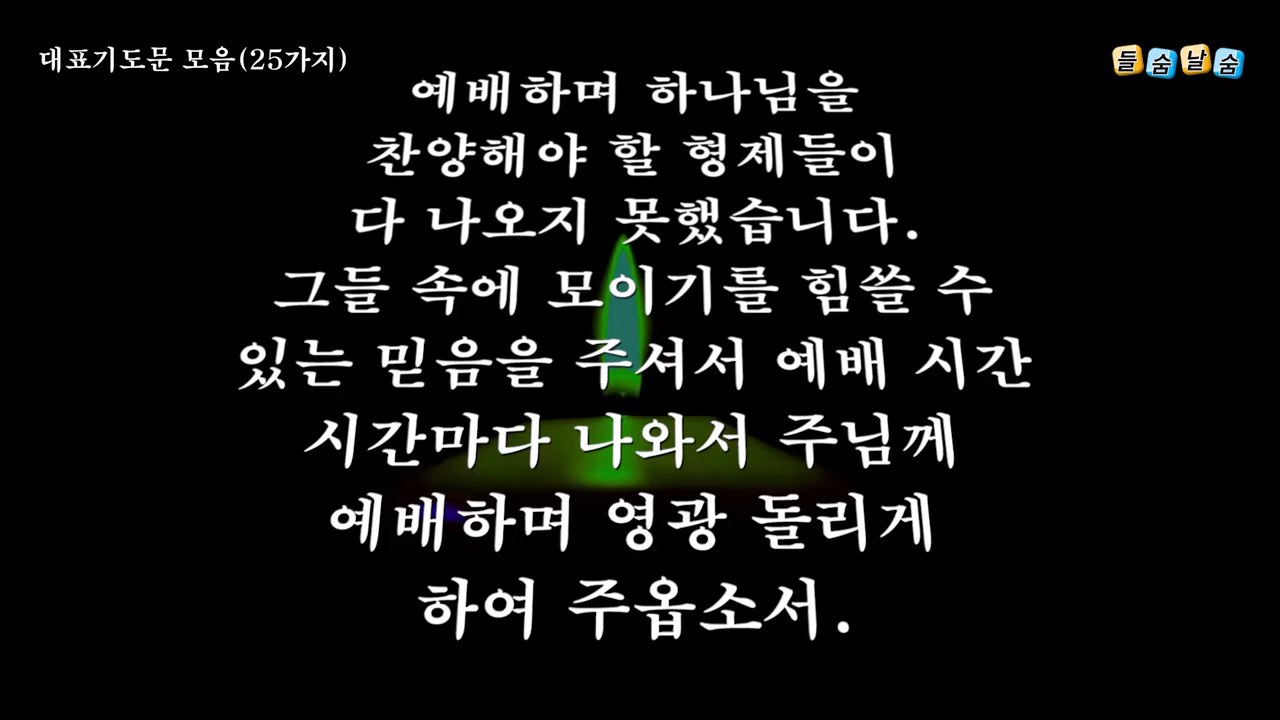 대표기도문 모음(25가지)
들숨날숨
예배하며 하나님을
찬양해야 할 형제들이
다 나오지 못했습니다.
그들 속에 모이기를 힘쓸 수
있는 믿음을 주셔서 예배 시간
시간마다 나와서 주님께
예배하며 영광 돌리게
하여 주옵소서.